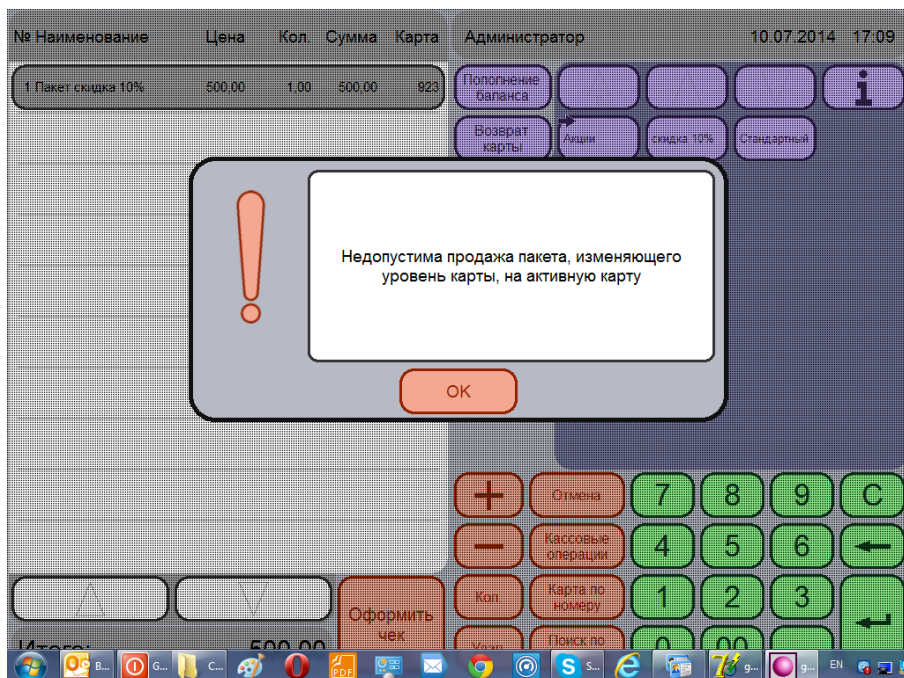 № Наименование Цена Кол. Сумма Карта Администратор 10.07.2014 17:09
1 Пакет скидка 10% 500,00 1,00 500,00 923
Пополнение
баланса
Возврат
карты
Акции
скидка 10%
Стандартный
Недопустима продажа пакета, изменяющего
уровень карты, на активную карту
OK
Отмена 7 8 9 C
Кассовые
операции
4 5 6
Кол
Карта по
номеру
1 2 3
Оформить
чек
Поиск по
0 00
Итого: 500,00
B... G... C... PDF S... g... g... EN